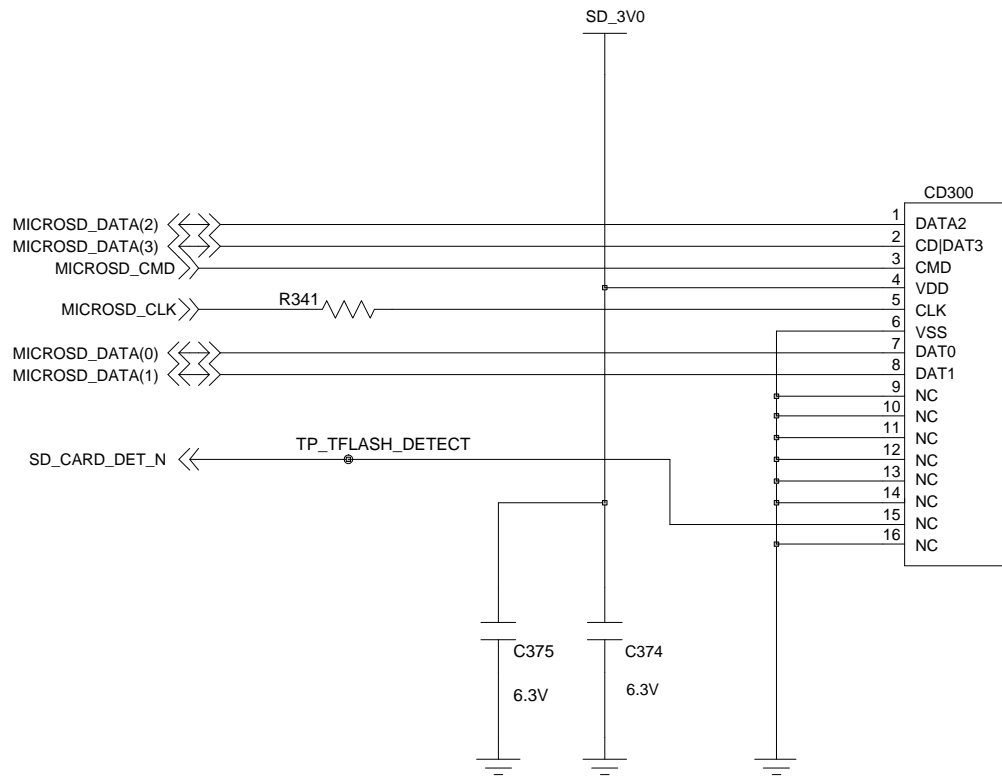 SD_3V0
CD300
MICROSD_DATA(2) 1 DATA2
MICROSD_DATA(3) 2 CD|DAT3
MICROSD_CMD 3 CMD
4 VDD
MICROSD_CLK R341 5 CLK
6 VSS
MICROSD_DATA(0) 7 DAT0
MICROSD_DATA(1) 8 DAT1
9 NC
10 NC
11 NC
SD_CARD_DET_N TP_TFLASH_DETECT 12 NC
13 NC
14 NC
15 NC
16 NC
C375 C374
6.3V 6.3V